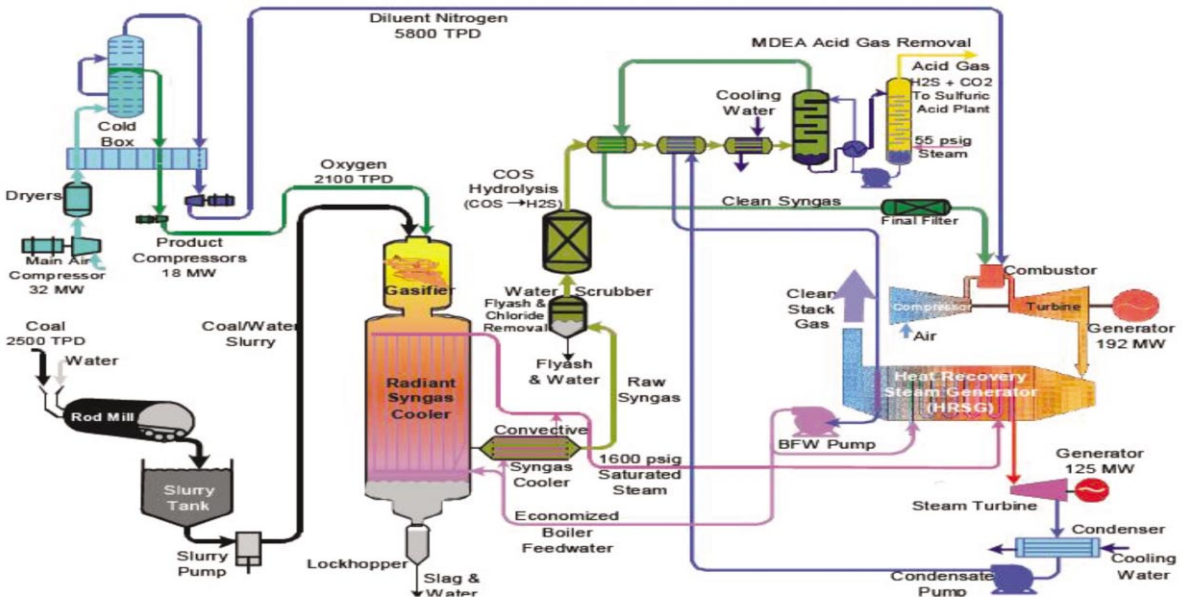 Diluent Nitrogen
5800 TPD
MDEA Acid Gas Removal
Acid Gas
H2S + CO2
To Sulfuric
Acid Plant
Cooling
Water
55 psig
Steam
Cold
Box
Oxygen
2100 TPD
COS
Hydrolysis
(COS →H2S)
Dryers
Clean Syngas
Final Filter
Product
Compressors
18 MW
Main Air
Compressor
32 MW
Gasifier
Water Scrubber
Flyash &
Chloride
Removal
Clean
Stack
Gas
Combustor
Compressor
Turbine
Generator
192 MW
Air
Coal
2500 TPD
Water
Coal/Water
Slurry
Flyash
& Water
Raw
Syngas
Heat Recovery
Steam Generator
(HRSG)
Radiant
Syngas
Cooler
Rod Mill
Convective
Syngas
Cooler
BFW Pump
1600 psig
Saturated
Steam
Generator
125 MW
Slurry
Tank
Steam Turbine
Economized
Boiler
Feedwater
Condenser
Slurry
Pump
Lockhopper
Slag &
Water
Condensate
Pump
Cooling
Water